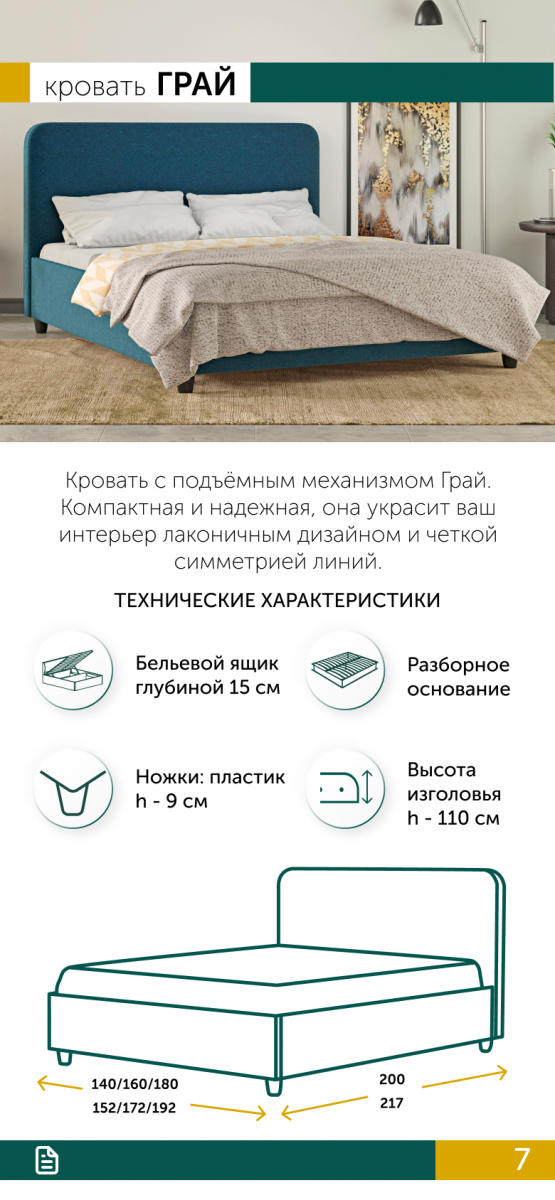 кровать ГРАЙ
Кровать с подъёмным механизмом Грай.
Компактная и надежная, она украсит ваш
интерьер лаконичным дизайном и четкой
симметрией линий.
ТЕХНИЧЕСКИЕ ХАРАКТЕРИСТИКИ
Бельевой ящик
глубиной 15 см
Разборное
основание
Ножки: пластик
h - 9 см
Высота
изголовья
h - 110 см
140/160/180
152/172/192
200
217
7